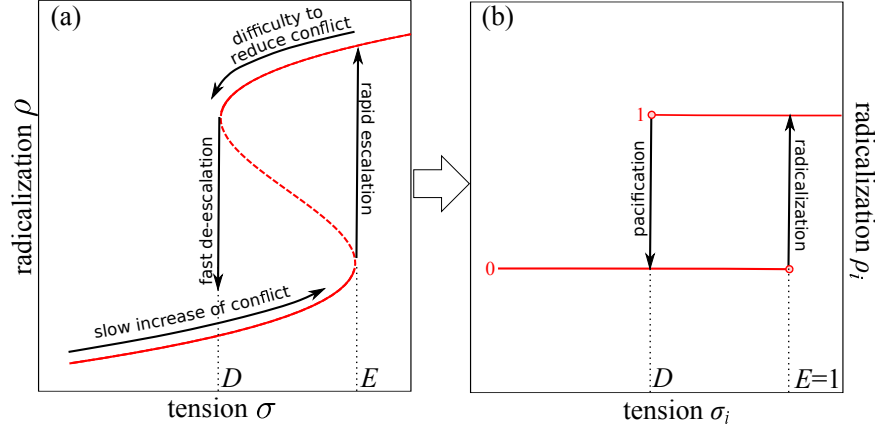 (a)
difficulty to
reduce conflict
rapid escalation
fast de-escalation
slow increase of conflict
radicalization ρ
D
E
tension σ
(b)
1
pacification
radicalization
0
radicalization ρi
D
E=1
tension σi